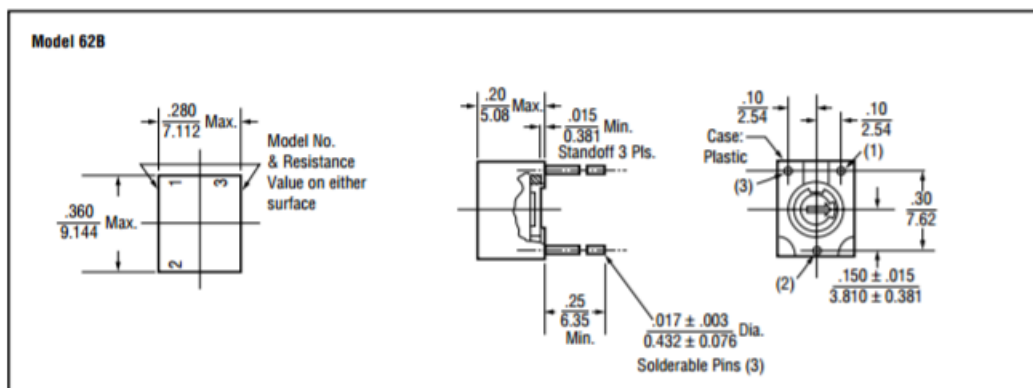 Model 62B
.280
7.112
Max.
Model No.
& Resistance
Value on either
surface
1
3
2
.360
9.144
Max.
.20
5.08
Max.
.015
0.381
Min.
Standoff 3 Pls.
.25
6.35
Min.
.017 ± .003
0.432 ± 0.076
Dia.
Solderable Pins (3)
.10
2.54
.10
2.54
Case:
Plastic
(1)
(3)
.30
7.62
(2)
.150 ± .015
3.810 ± 0.381